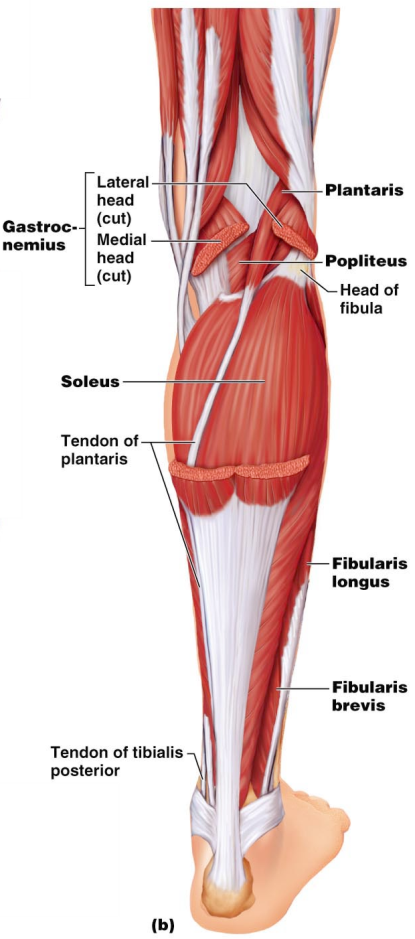 Lateral
head
(cut)
Gastroc-
nemius
Medial
head
(cut)
Plantaris
Popliteus
Head of
fibula
Soleus
Tendon of
plantaris
Fibularis
longus
Fibularis
brevis
Tendon of tibialis
posterior
(b)